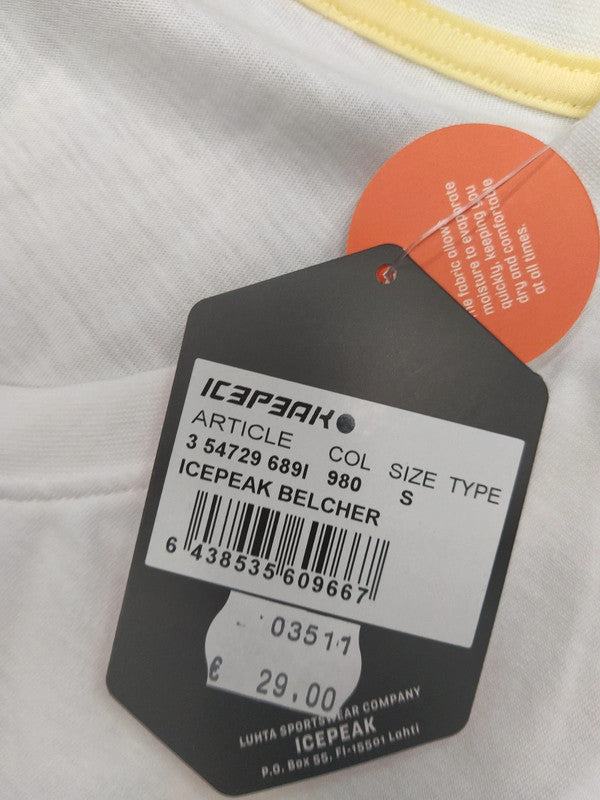 he fabric allow
moisture to evaporate
quickly, keeping you
dry and comfortable
at all times.
ICEPEAK
ARTICLE COL SIZE TYPE
3 54729 689I 980 S
ICEPEAK BELCHER
6 438535 609667
03511
€ 29.00
LUHTA SPORTSWEAR COMPANY
ICEPEAK
P.O. Box 55, FI-15501 Lahti